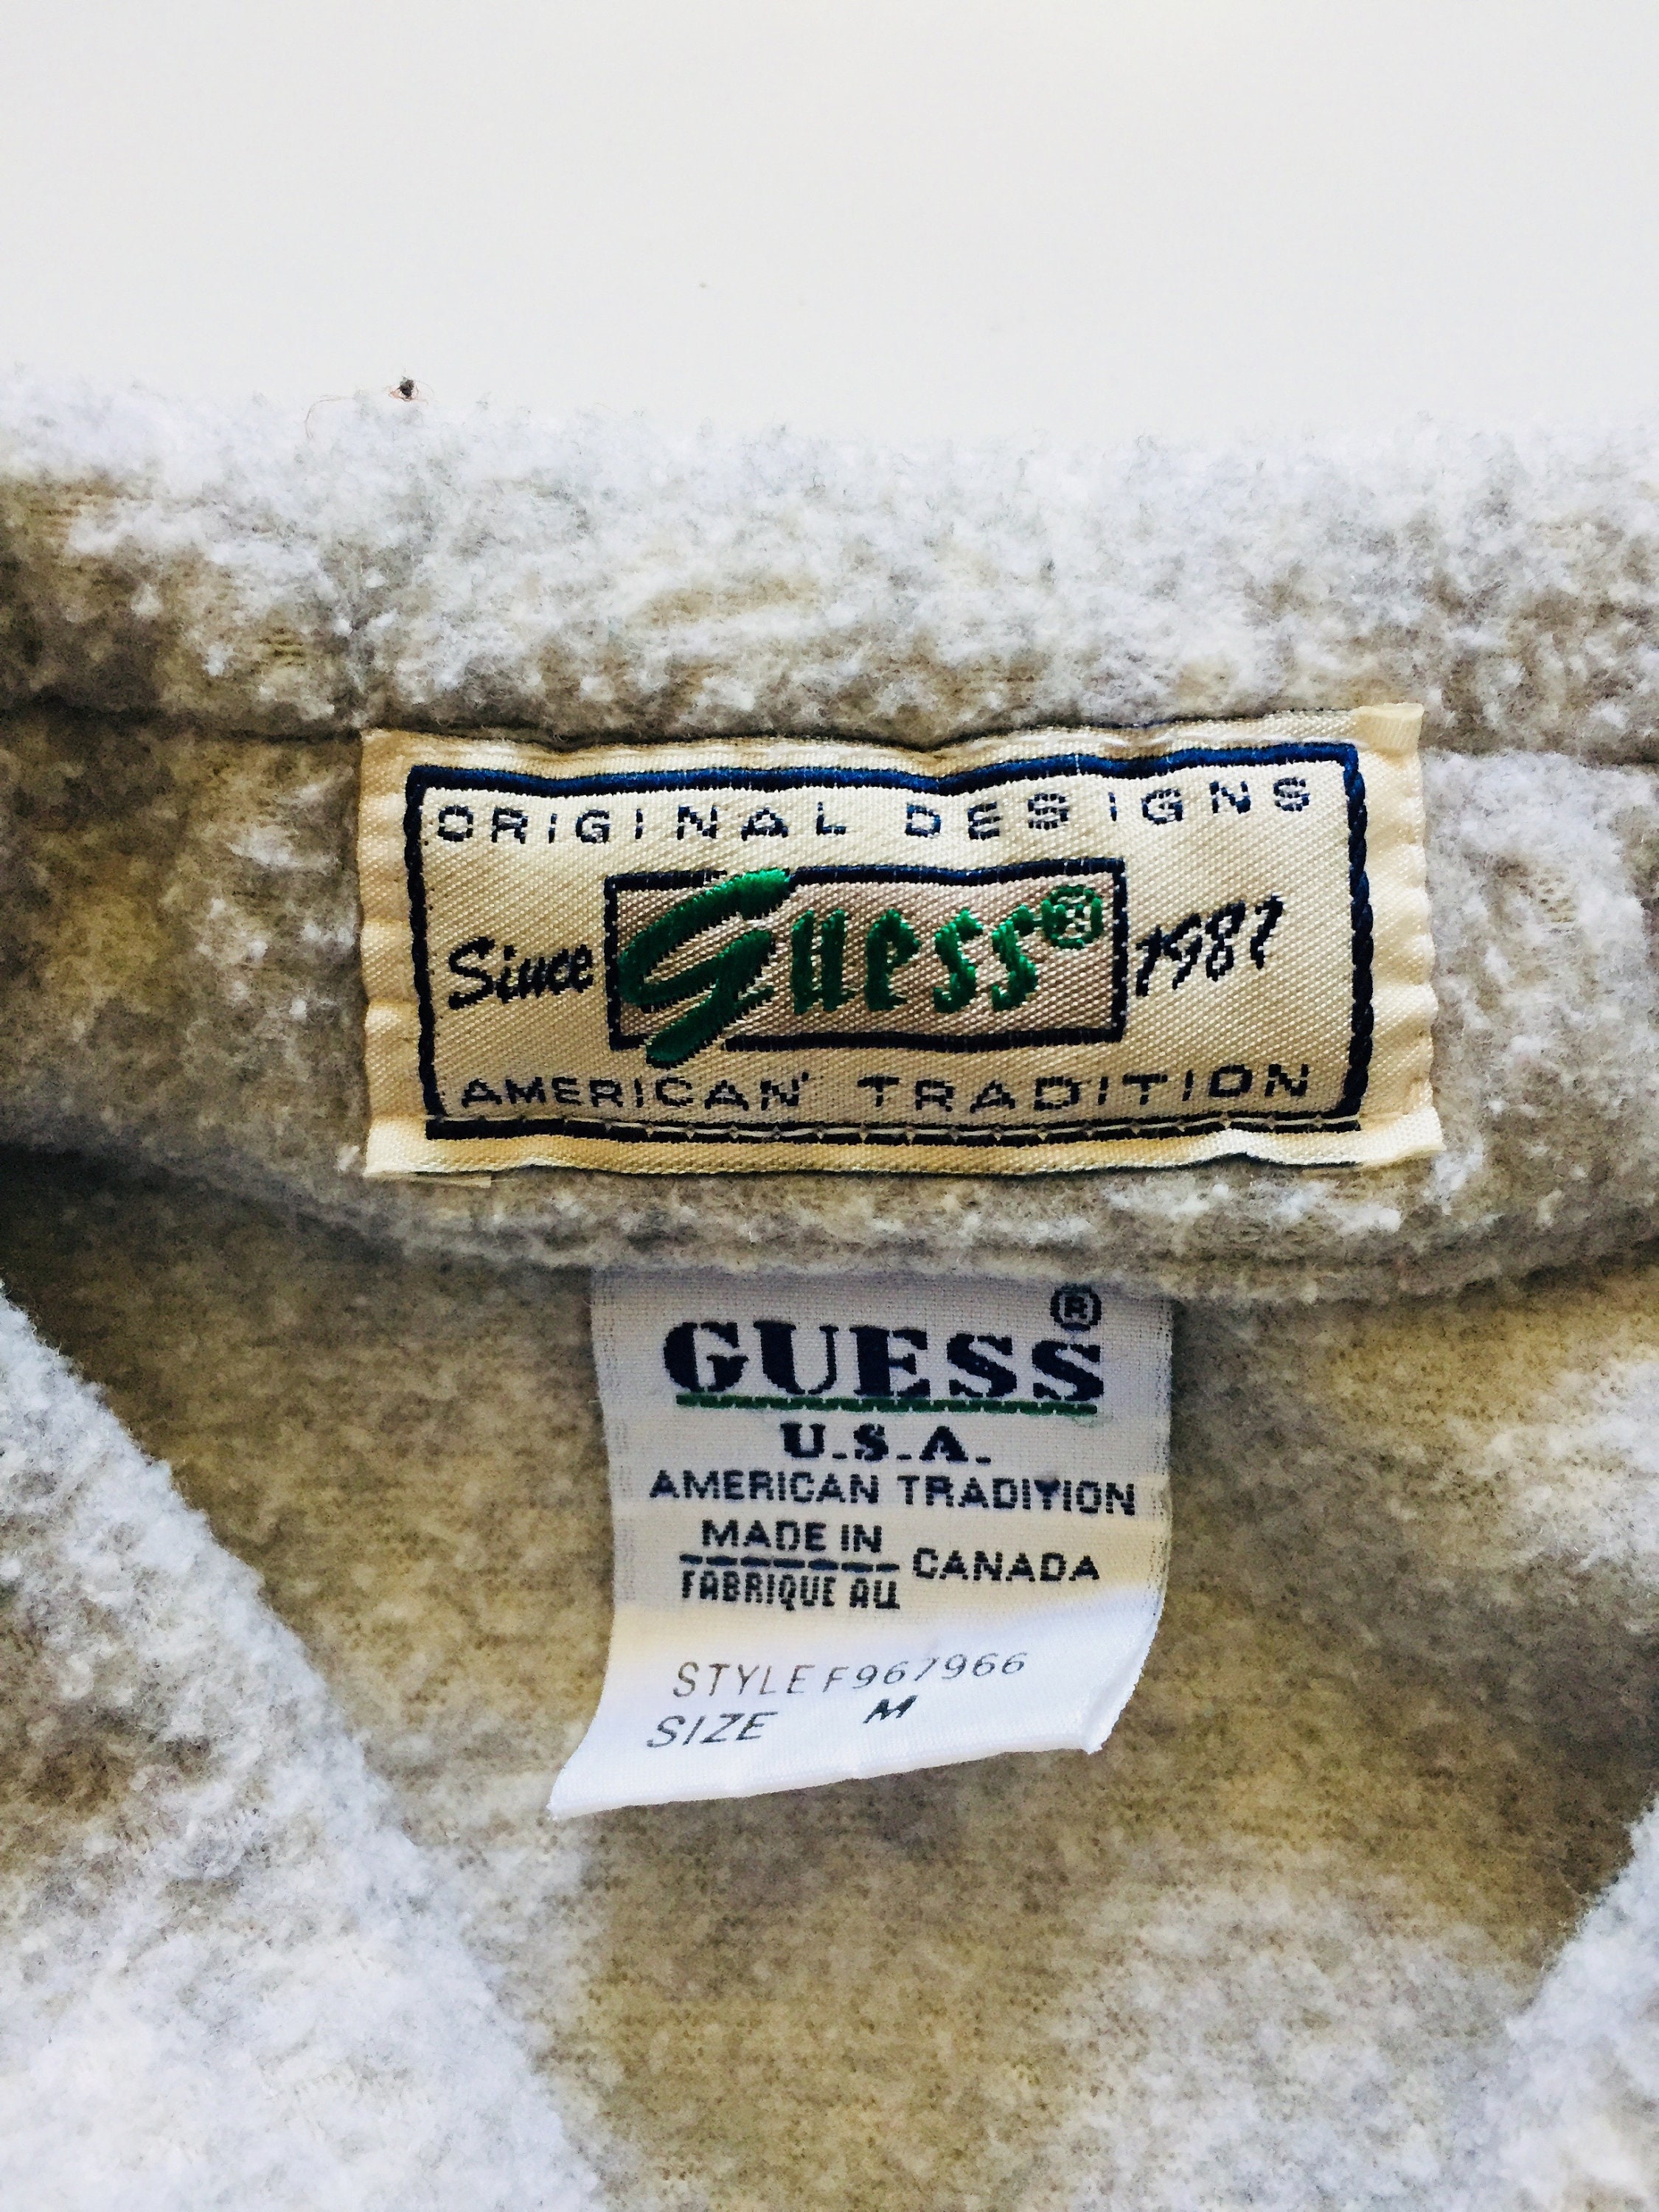 ORIGINAL DESIGNS
Since Guess® 1981
AMERICAN' TRADITION
GUESS®
U.S.A.
AMERICAN TRADITION
MADE IN
FABRIQUE AU CANADA
STYLE F967966
SIZE M